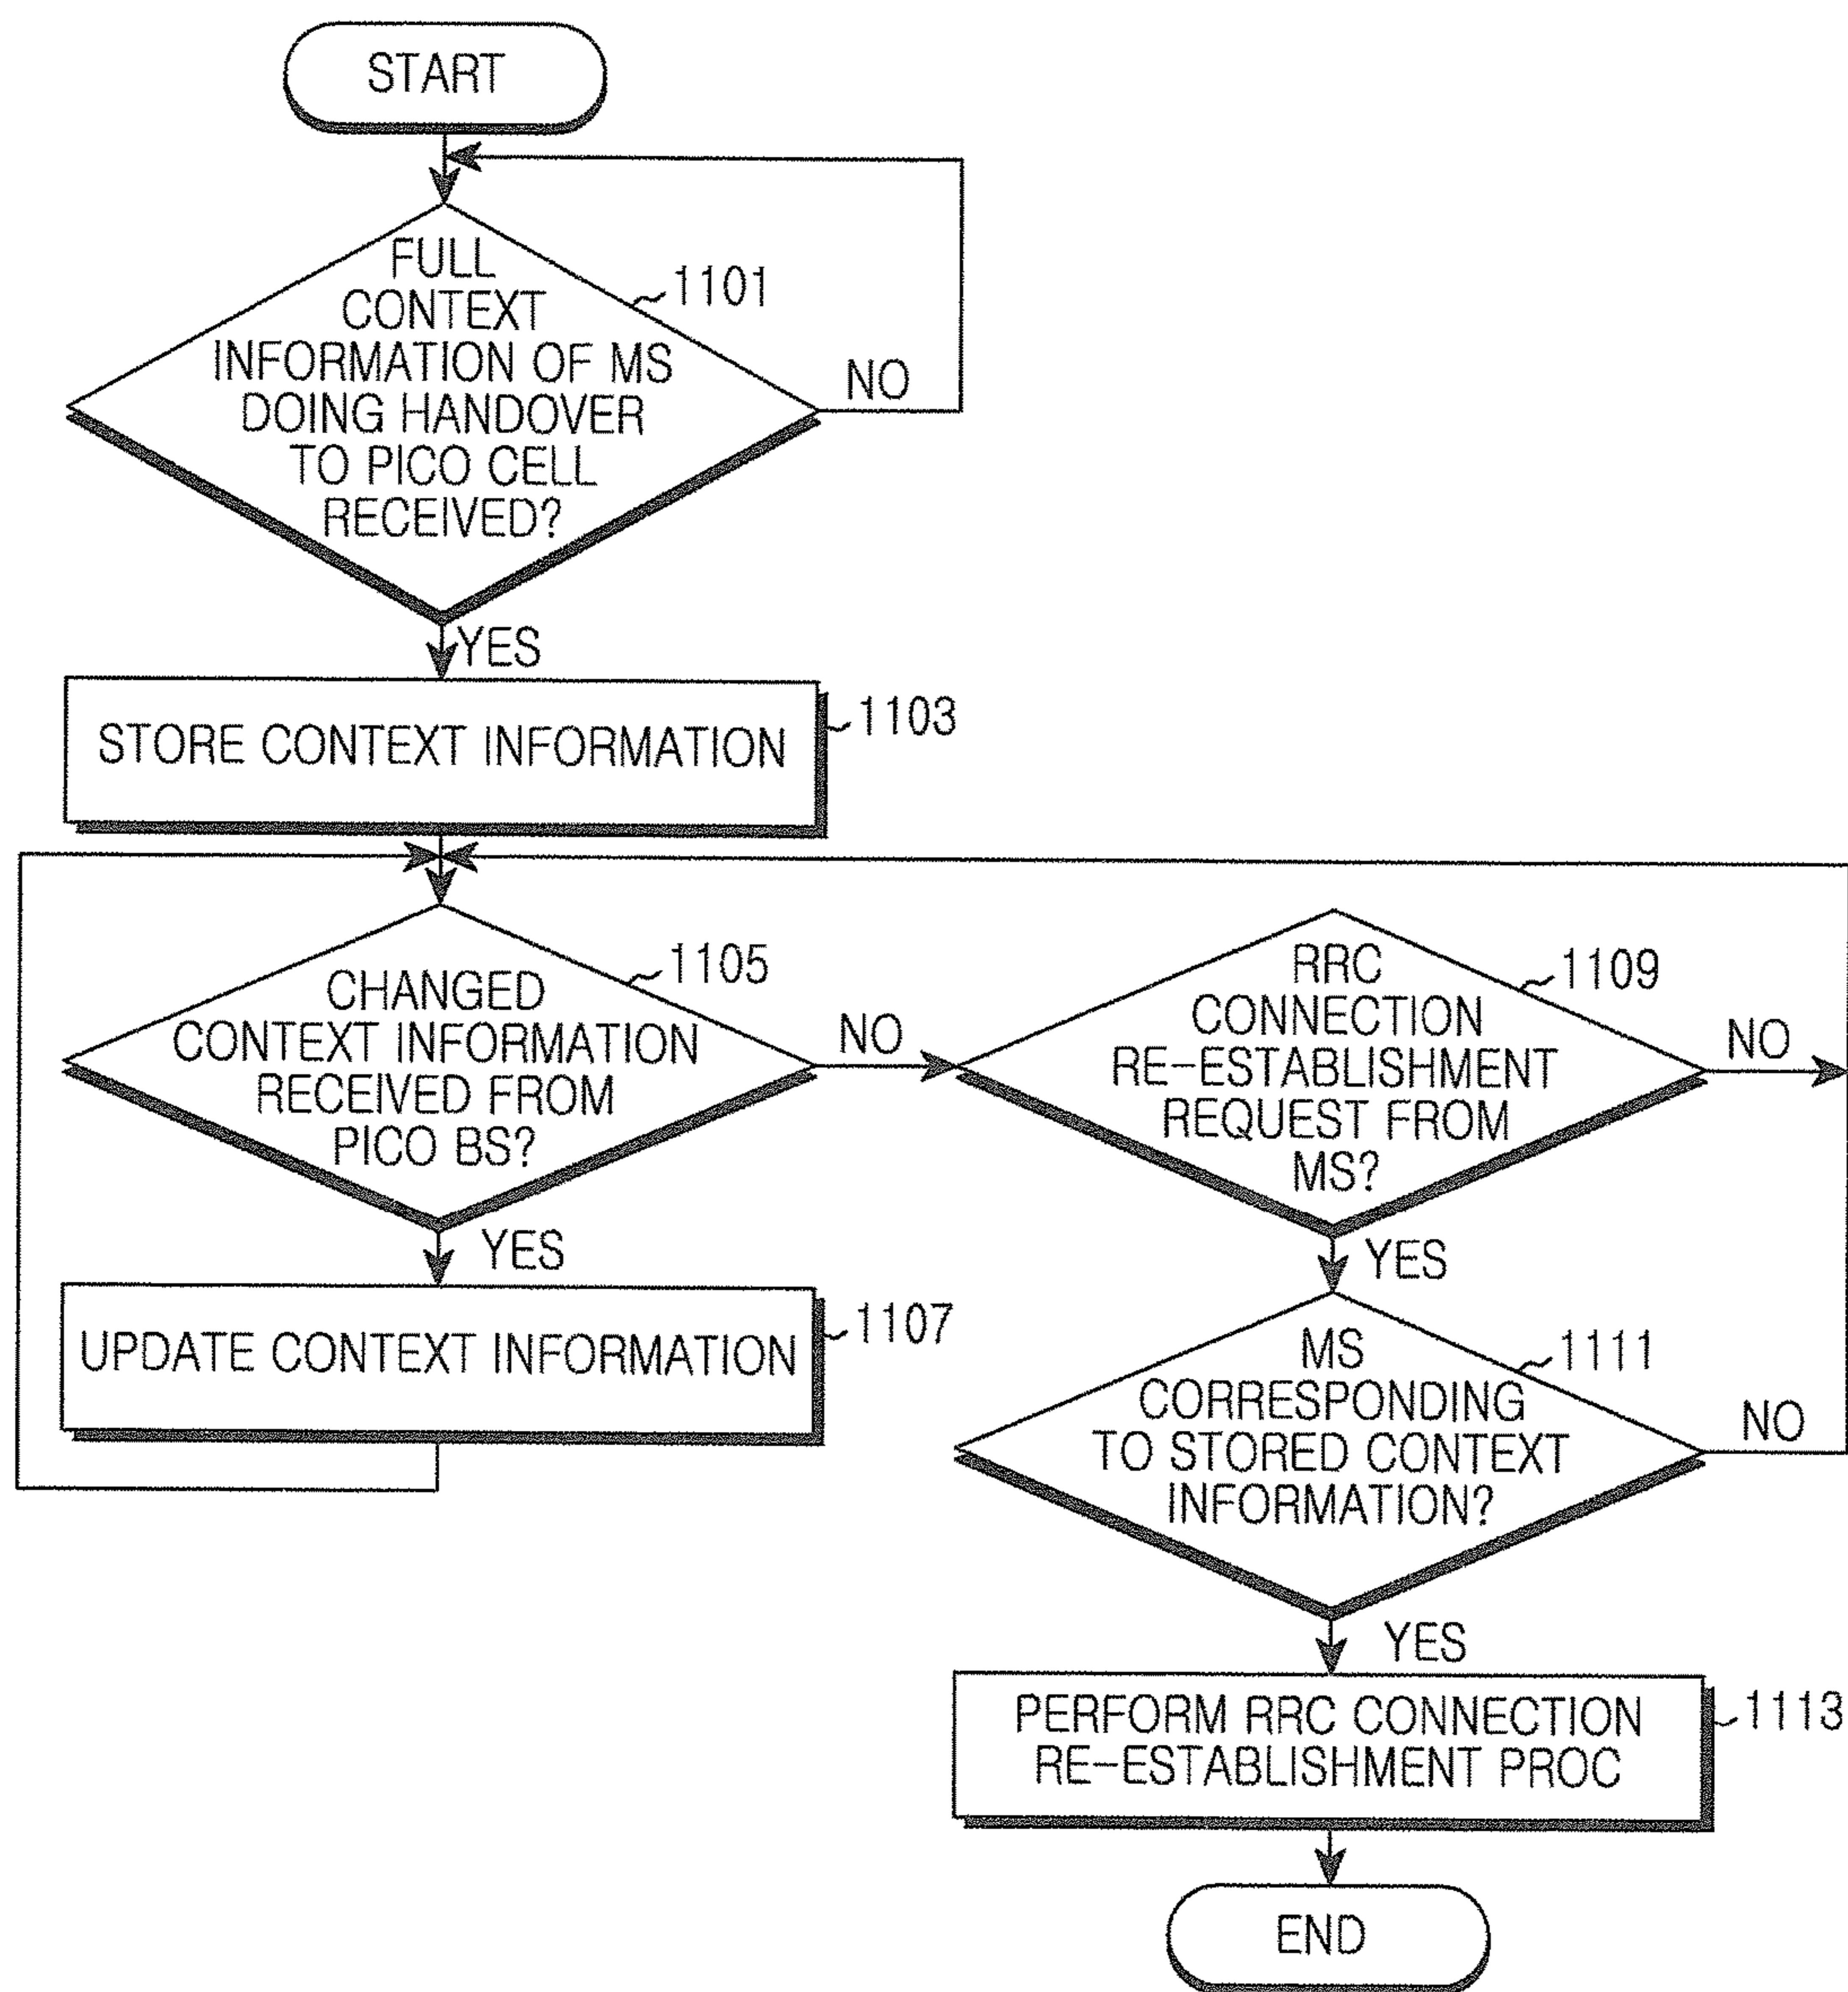 START
FULL
CONTEXT
INFORMATION OF MS
DOING HANDOVER
TO PICO CELL
RECEIVED?
1101
NO
YES
STORE CONTEXT INFORMATION
1103
CHANGED
CONTEXT INFORMATION
RECEIVED FROM
PICO BS?
1105
NO
YES
UPDATE CONTEXT INFORMATION
1107
RRC
CONNECTION
RE-ESTABLISHMENT
REQUEST FROM
MS?
1109
NO
YES
MS
CORRESPONDING
TO STORED CONTEXT
INFORMATION?
1111
NO
YES
PERFORM RRC CONNECTION
RE-ESTABLISHMENT PROC
1113
END